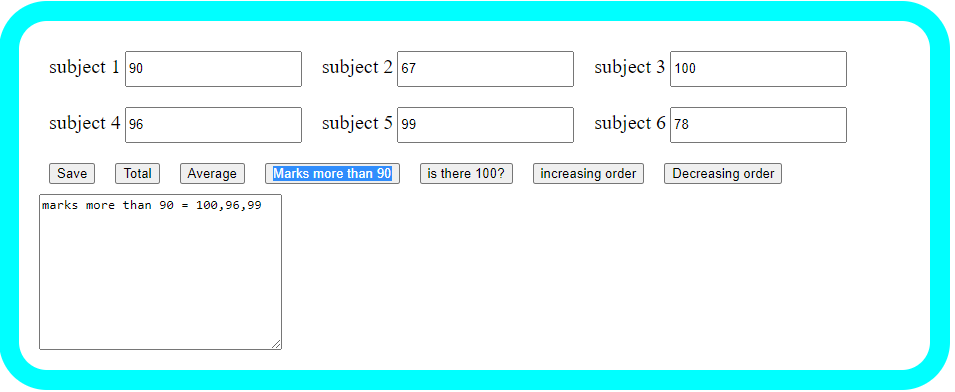 subject 1 90 subject 2 67 subject 3 100
subject 4 96 subject 5 99 subject 6 78
Save Total Average Marks more than 90 is there 100? increasing order Decreasing order
marks more than 90 = 100,96,99